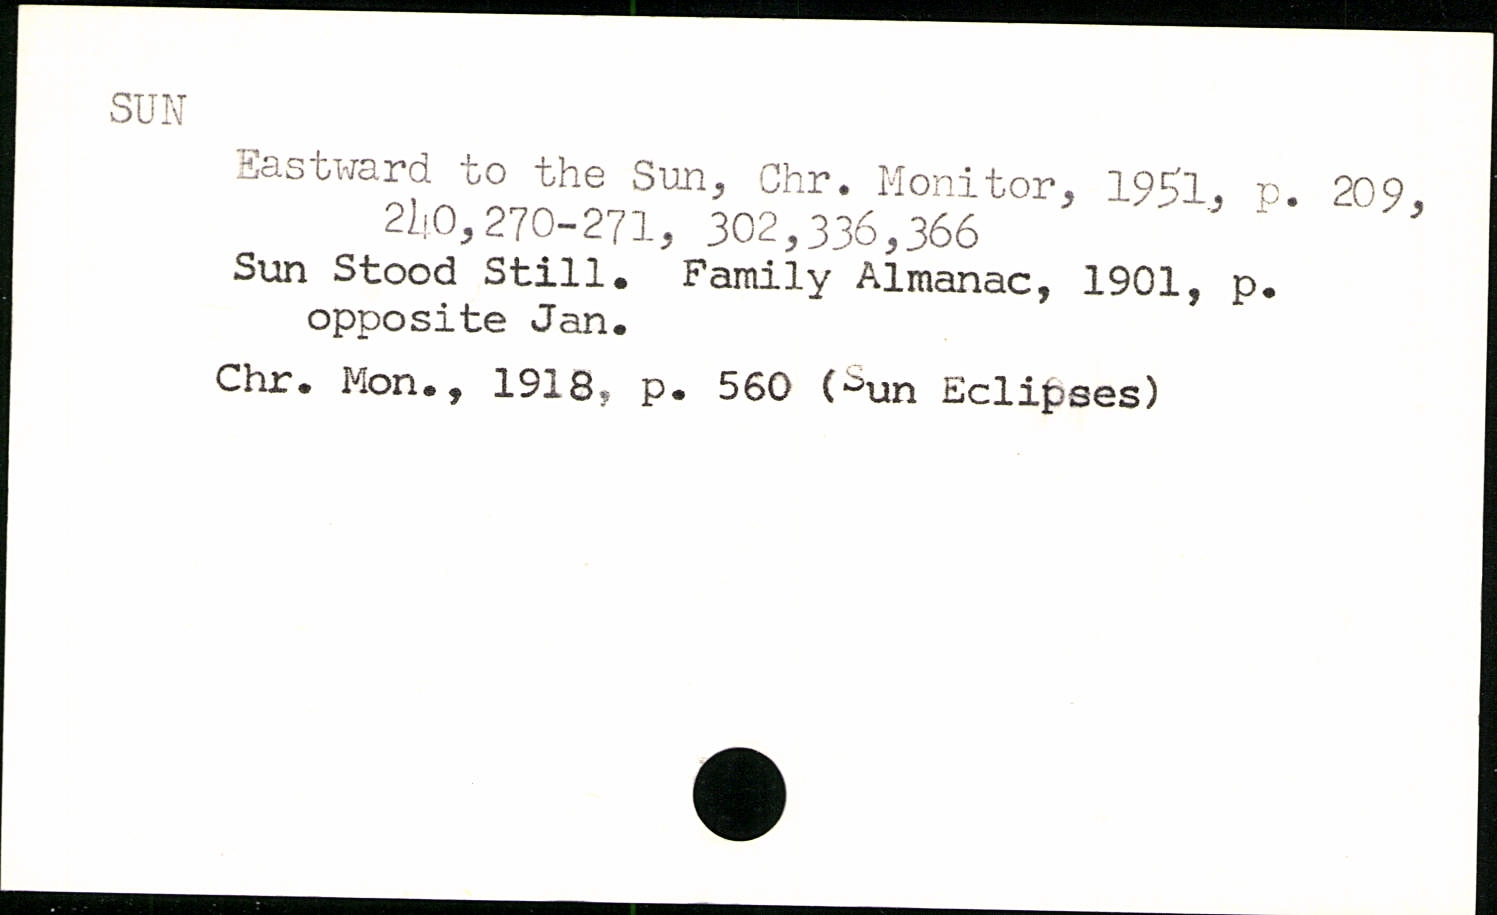 SUN
Eastward to the Sun, Chr. Monitor, 1951, p. 209,
240,270-271, 302,336,366
Sun Stood Still. Family Almanac, 1901, p.
opposite Jan.
Chr. Mon., 1918, p. 560 (Sun Eclipses)